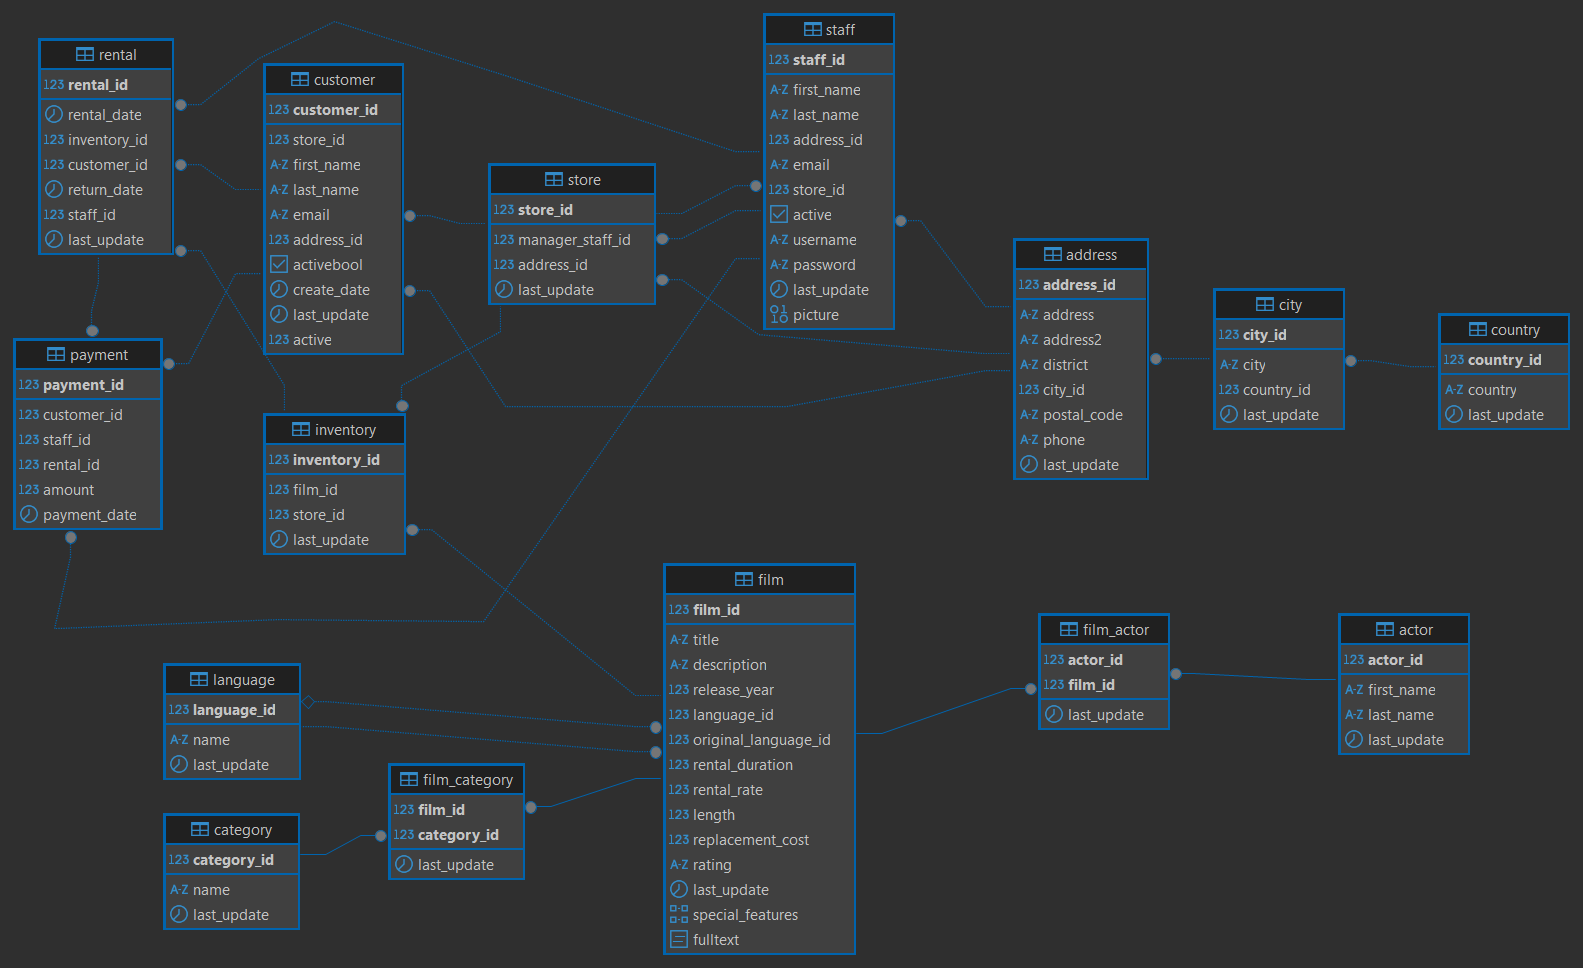 rental
123 rental_id
rental_date
123 inventory_id
123 customer_id
return_date
123 staff_id
last_update
customer
123 customer_id
123 store_id
A-Z first_name
A-Z last_name
A-Z email
123 address_id
activebool
create_date
last_update
123 active
store
123 store_id
123 manager_staff_id
123 address_id
last_update
staff
123 staff_id
A-Z first_name
A-Z last_name
123 address_id
A-Z email
123 store_id
active
A-Z username
A-Z password
last_update
picture
address
123 address_id
A-Z address
A-Z address2
A-Z district
123 city_id
A-Z postal_code
A-Z phone
last_update
city
123 city_id
A-Z city
123 country_id
last_update
country
123 country_id
A-Z country
last_update
payment
123 payment_id
123 customer_id
123 staff_id
123 rental_id
123 amount
payment_date
inventory
123 inventory_id
123 film_id
123 store_id
last_update
film
123 film_id
A-Z title
A-Z description
123 release_year
123 language_id
123 original_language_id
123 rental_duration
123 rental_rate
123 length
123 replacement_cost
A-Z rating
last_update
special_features
fulltext
film_actor
123 actor_id
123 film_id
last_update
actor
123 actor_id
A-Z first_name
A-Z last_name
last_update
language
123 language_id
A-Z name
last_update
film_category
123 film_id
123 category_id
last_update
category
123 category_id
A-Z name
last_update